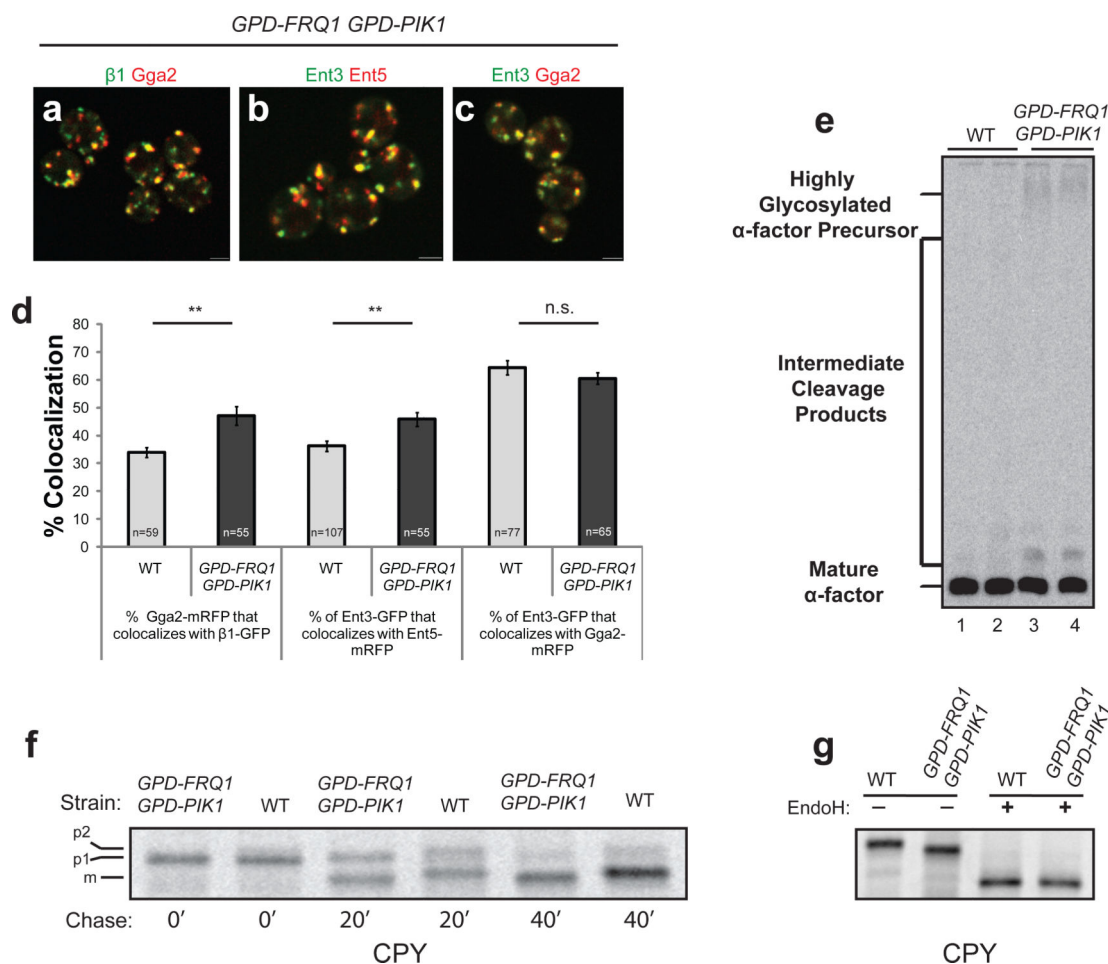 GPD-FRQ1 GPD-PIK1
β1 Gga2
Ent3 Ent5
Ent3 Gga2
a
b
c
d
**
**
n.s.
% Colocalization
80
70
60
50
40
30
20
10
0
n=59
n=55
n=107
n=55
n=77
n=65
WT
GPD-FRQ1
GPD-PIK1
WT
GPD-FRQ1
GPD-PIK1
WT
GPD-FRQ1
GPD-PIK1
% Gga2-mRFP that
colocalizes with β1-GFP
% of Ent3-GFP that
colocalizes with Ent5-
mRFP
% of Ent3-GFP that
colocalizes with Gga2-
mRFP
e
WT
GPD-FRQ1
GPD-PIK1
Highly
Glycosylated
α-factor Precursor
Intermediate
Cleavage
Products
Mature
α-factor
1 2 3 4
f
Strain:
GPD-FRQ1
GPD-PIK1
WT
GPD-FRQ1
GPD-PIK1
WT
GPD-FRQ1
GPD-PIK1
WT
p2
p1
m
Chase: 0′ 0′ 20′ 20′ 40′ 40′
CPY
g
WT
GPD-FRQ1
GPD-PIK1
WT
GPD-FRQ1
GPD-PIK1
EndoH: – – + +
CPY